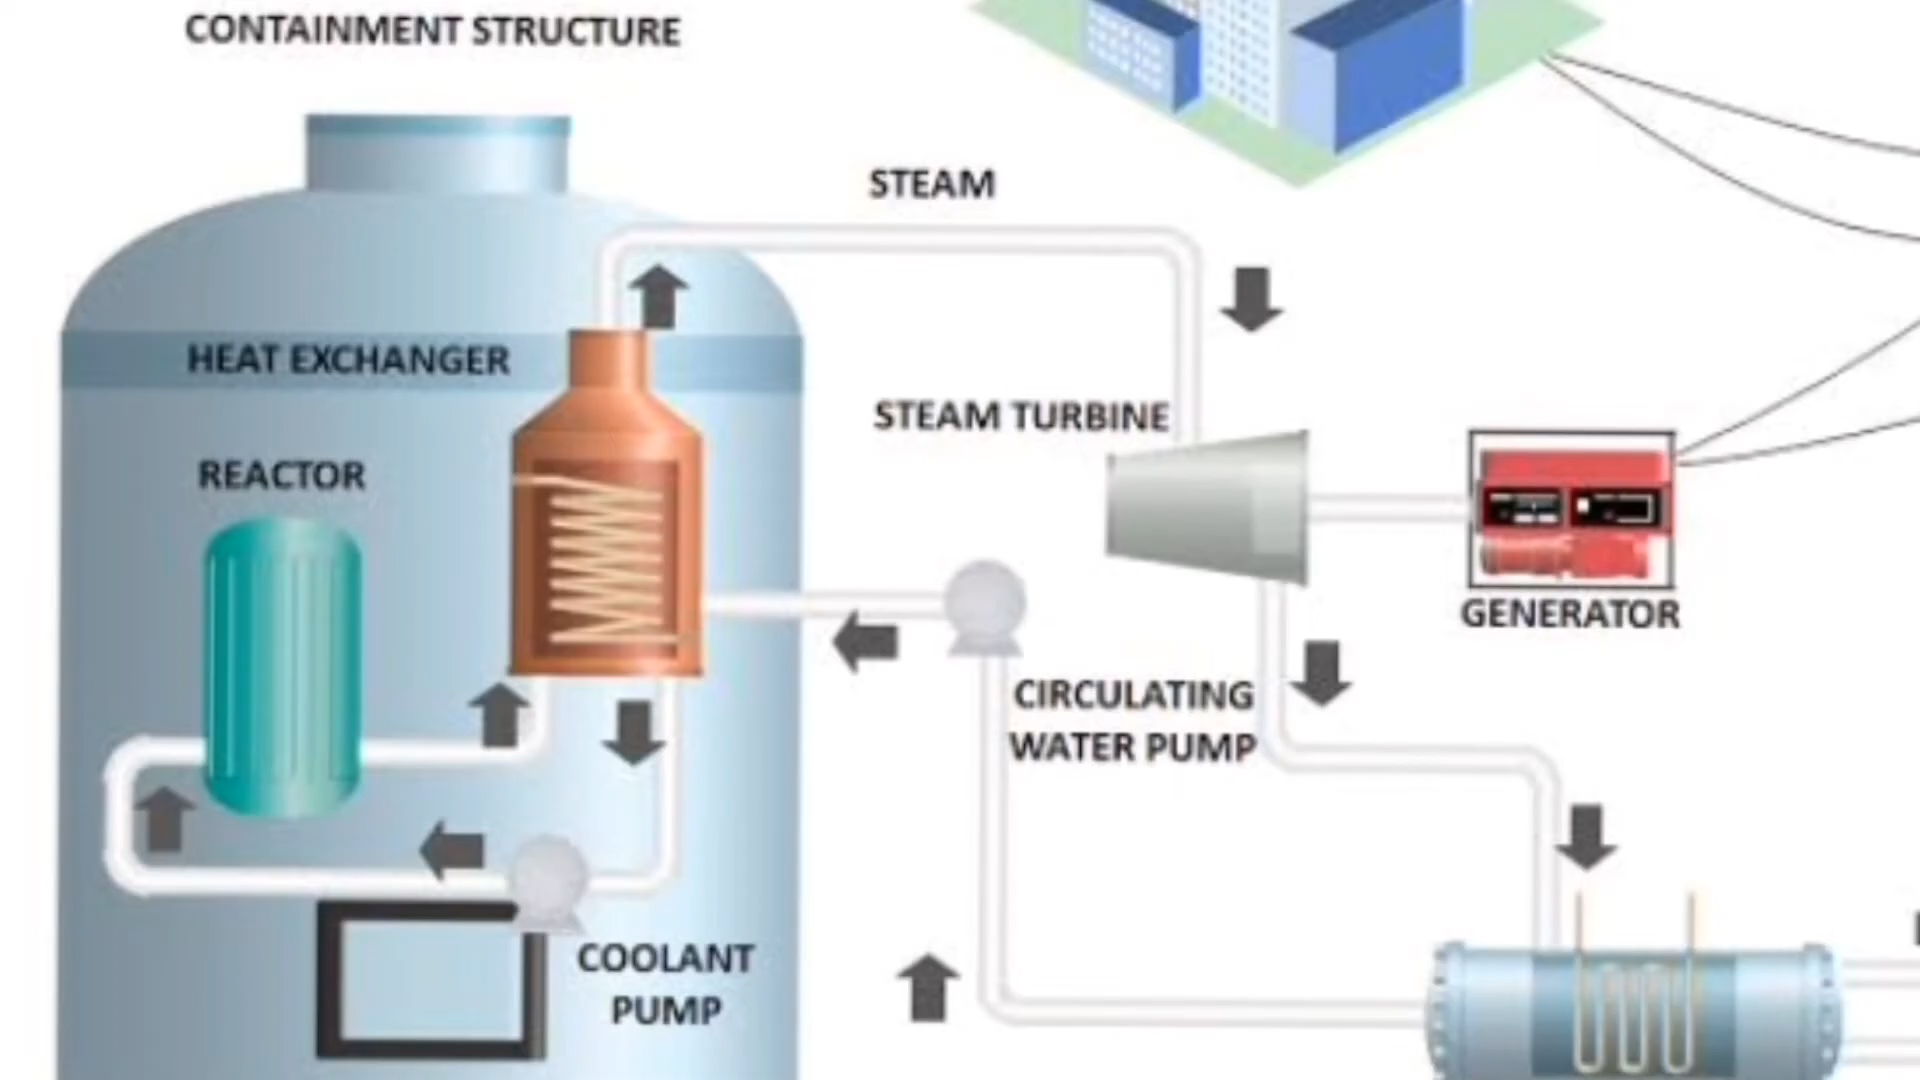 CONTAINMENT STRUCTURE
STEAM
HEAT EXCHANGER
STEAM TURBINE
REACTOR
GENERATOR
CIRCULATING
WATER PUMP
COOLANT
PUMP